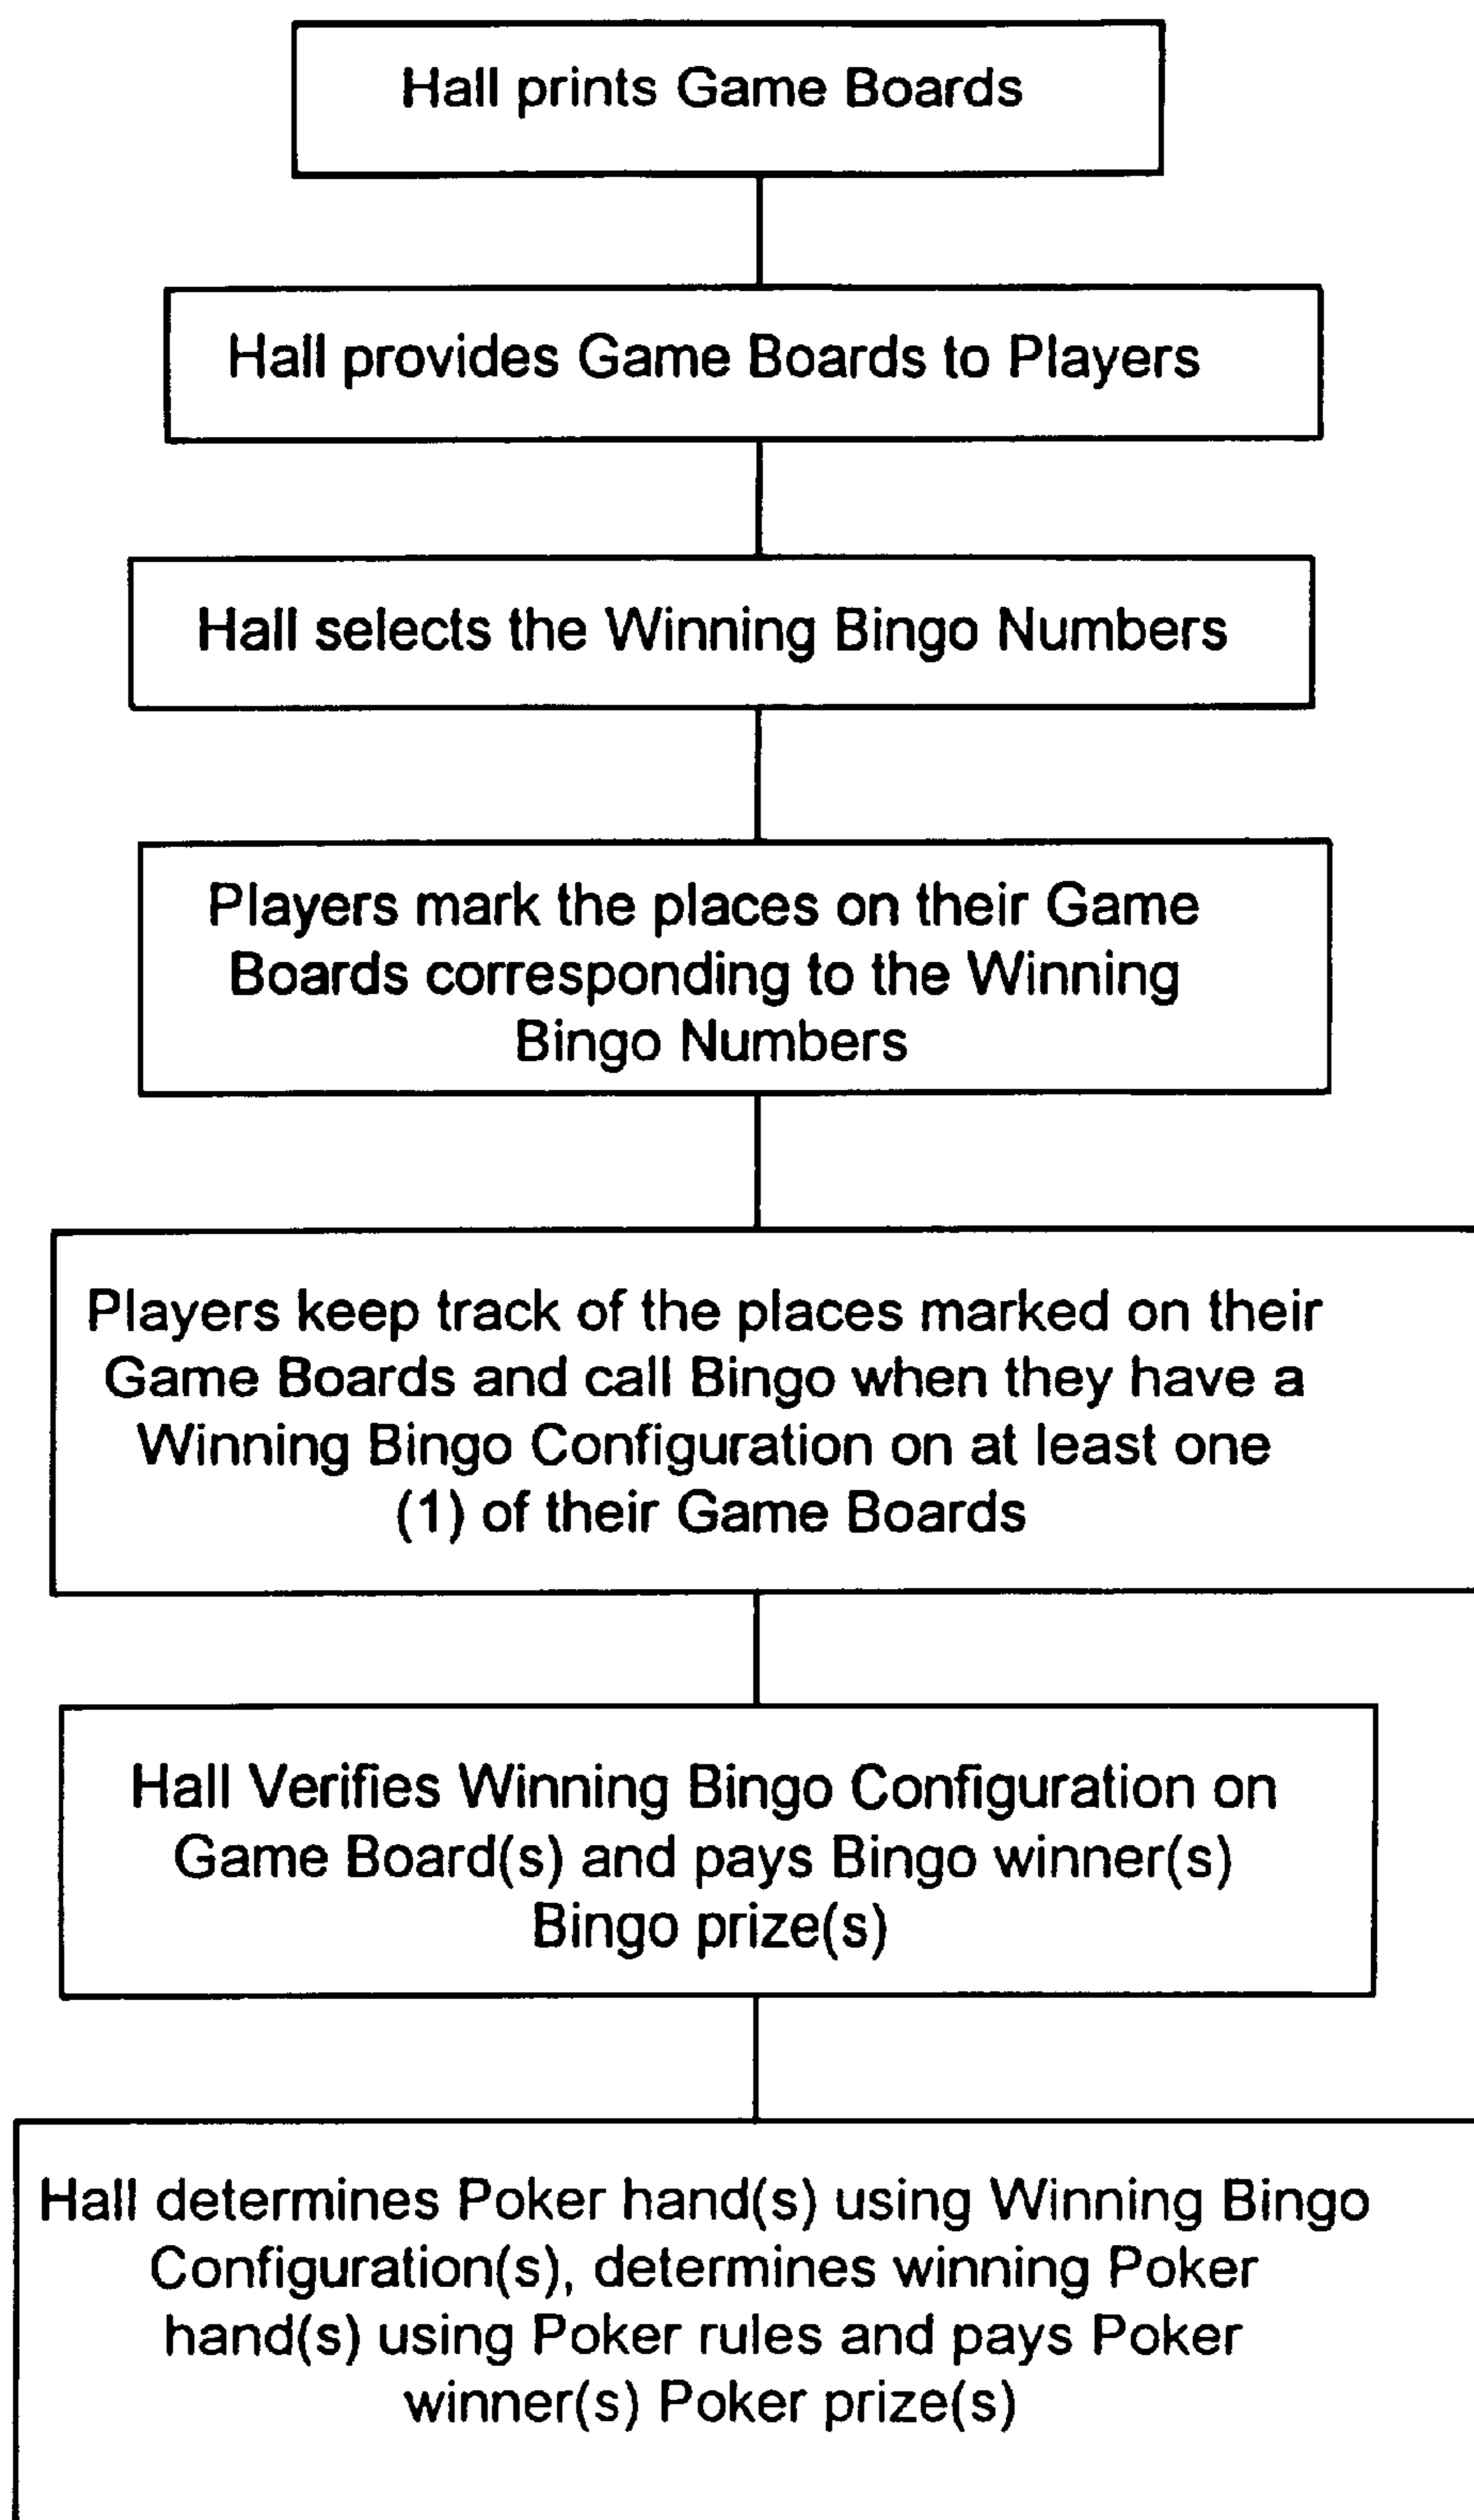 Hall prints Game Boards
Hall provides Game Boards to Players
Hall selects the Winning Bingo Numbers
Players mark the places on their Game
Boards corresponding to the Winning
Bingo Numbers
Players keep track of the places marked on their
Game Boards and call Bingo when they have a
Winning Bingo Configuration on at least one
(1) of their Game Boards
Hall Verifies Winning Bingo Configuration on
Game Board(s) and pays Bingo winner(s)
Bingo prize(s)
Hall determines Poker hand(s) using Winning Bingo
Configuration(s), determines winning Poker
hand(s) using Poker rules and pays Poker
winner(s) Poker prize(s)